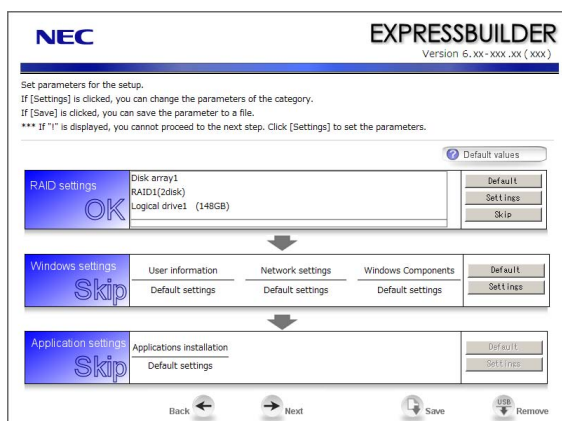 NEC
EXPRESSBUILDER
Version 6.xx-xxx.xx (xxx)
Set parameters for the setup.
If [Settings] is clicked, you can change the parameters of the category.
If [Save] is clicked, you can save the parameter to a file.
*** If "!" is displayed, you cannot proceed to the next step. Click [Settings] to set the parameters.
? Default values
RAID settings
OK
Disk array1
RAID1(2disk)
Logical drive1 (148GB)
Default
Settings
Skip
Windows settings
Skip
User information
Network settings
Windows Components
Default settings
Default settings
Default settings
Default
Settings
Application settings
Skip
Applications installation
Default settings
Default
Settings
Back
Next
Save
USB
Remove